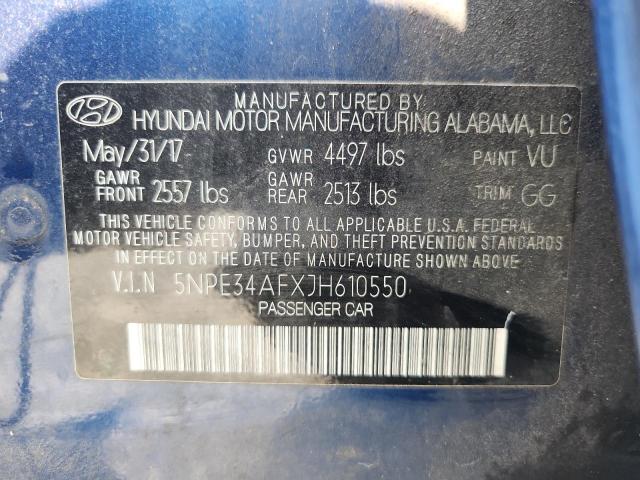 MANUFACTURED BY
HYUNDAI MOTOR MANUFACTURING ALABAMA, LLC
May/31/17 GVWR 4497 lbs PAINT VU
GAWR FRONT 2557 lbs GAWR REAR 2513 lbs TRIM GG
THIS VEHICLE CONFORMS TO ALL APPLICABLE U.S.A. FEDERAL
MOTOR VEHICLE SAFETY, BUMPER, AND THEFT PREVENTION STANDARDS
IN EFFECT ON THE DATE OF MANUFACTURE SHOWN ABOVE.
V.I.N 5NPE34AFXJH610550
PASSENGER CAR